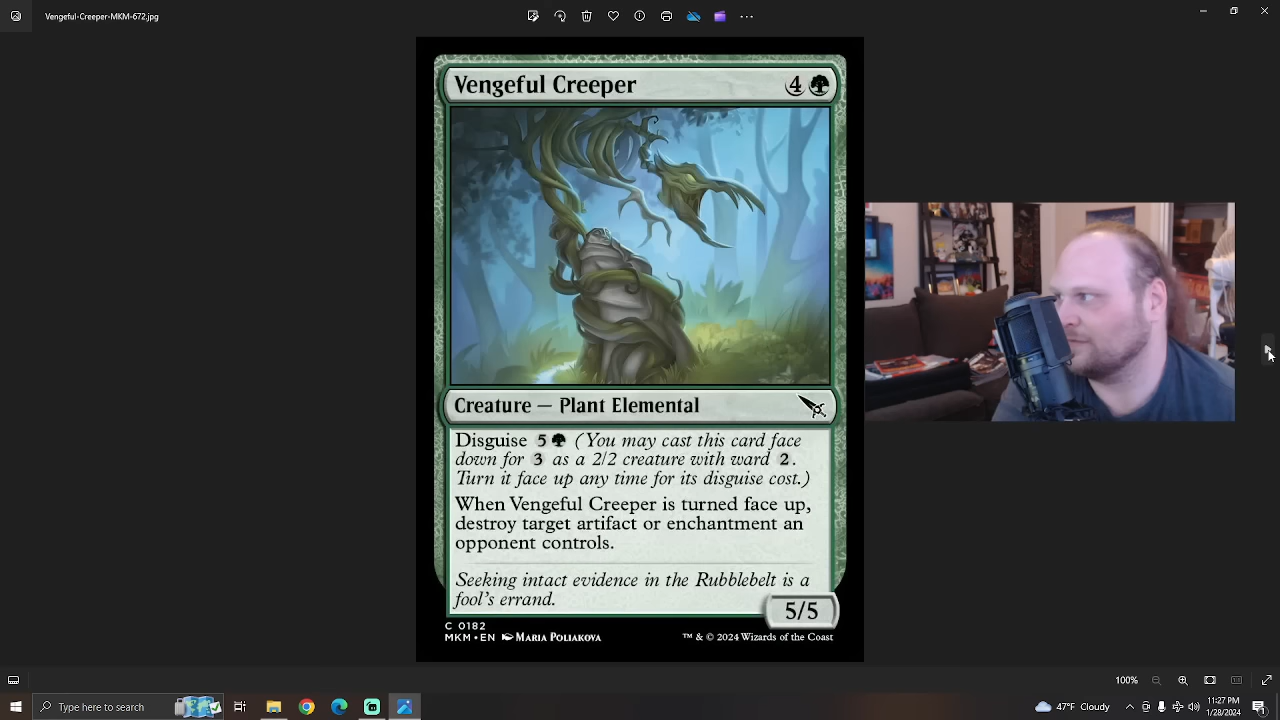 Vengeful-Creeper-MKM-672.jpg
Vengeful Creeper 4
Creature — Plant Elemental
Disguise 5 (You may cast this card face
down for 3 as a 2/2 creature with ward 2.
Turn it face up any time for its disguise cost.)
When Vengeful Creeper is turned face up,
destroy target artifact or enchantment an
opponent controls.
Seeking intact evidence in the Rubblebelt is a
fool's errand.
5/5
C 0182
MKM • EN Maria Poliakova
™ & © 2024 Wizards of the Coast
100%
Type here to search
47°F Cloudy
11:27 PM
1/28/2024